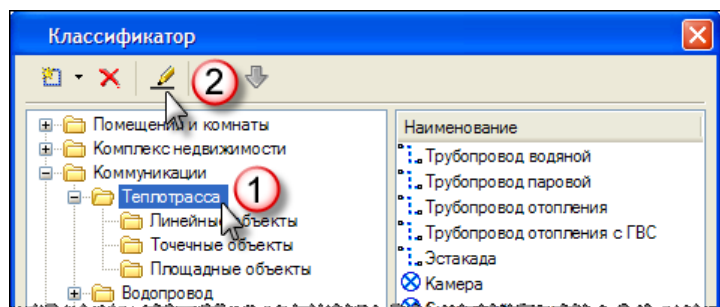 Классификатор
2
Помещения и комнаты
Комплекс недвижимости
Коммуникации
Теплотрасса
1
Линейные объекты
Точечные объекты
Площадные объекты
Водопровод
Наименование
Трубопровод водяной
Трубопровод паровой
Трубопровод отопления
Трубопровод отопления с ГВС
Эстакада
Камера